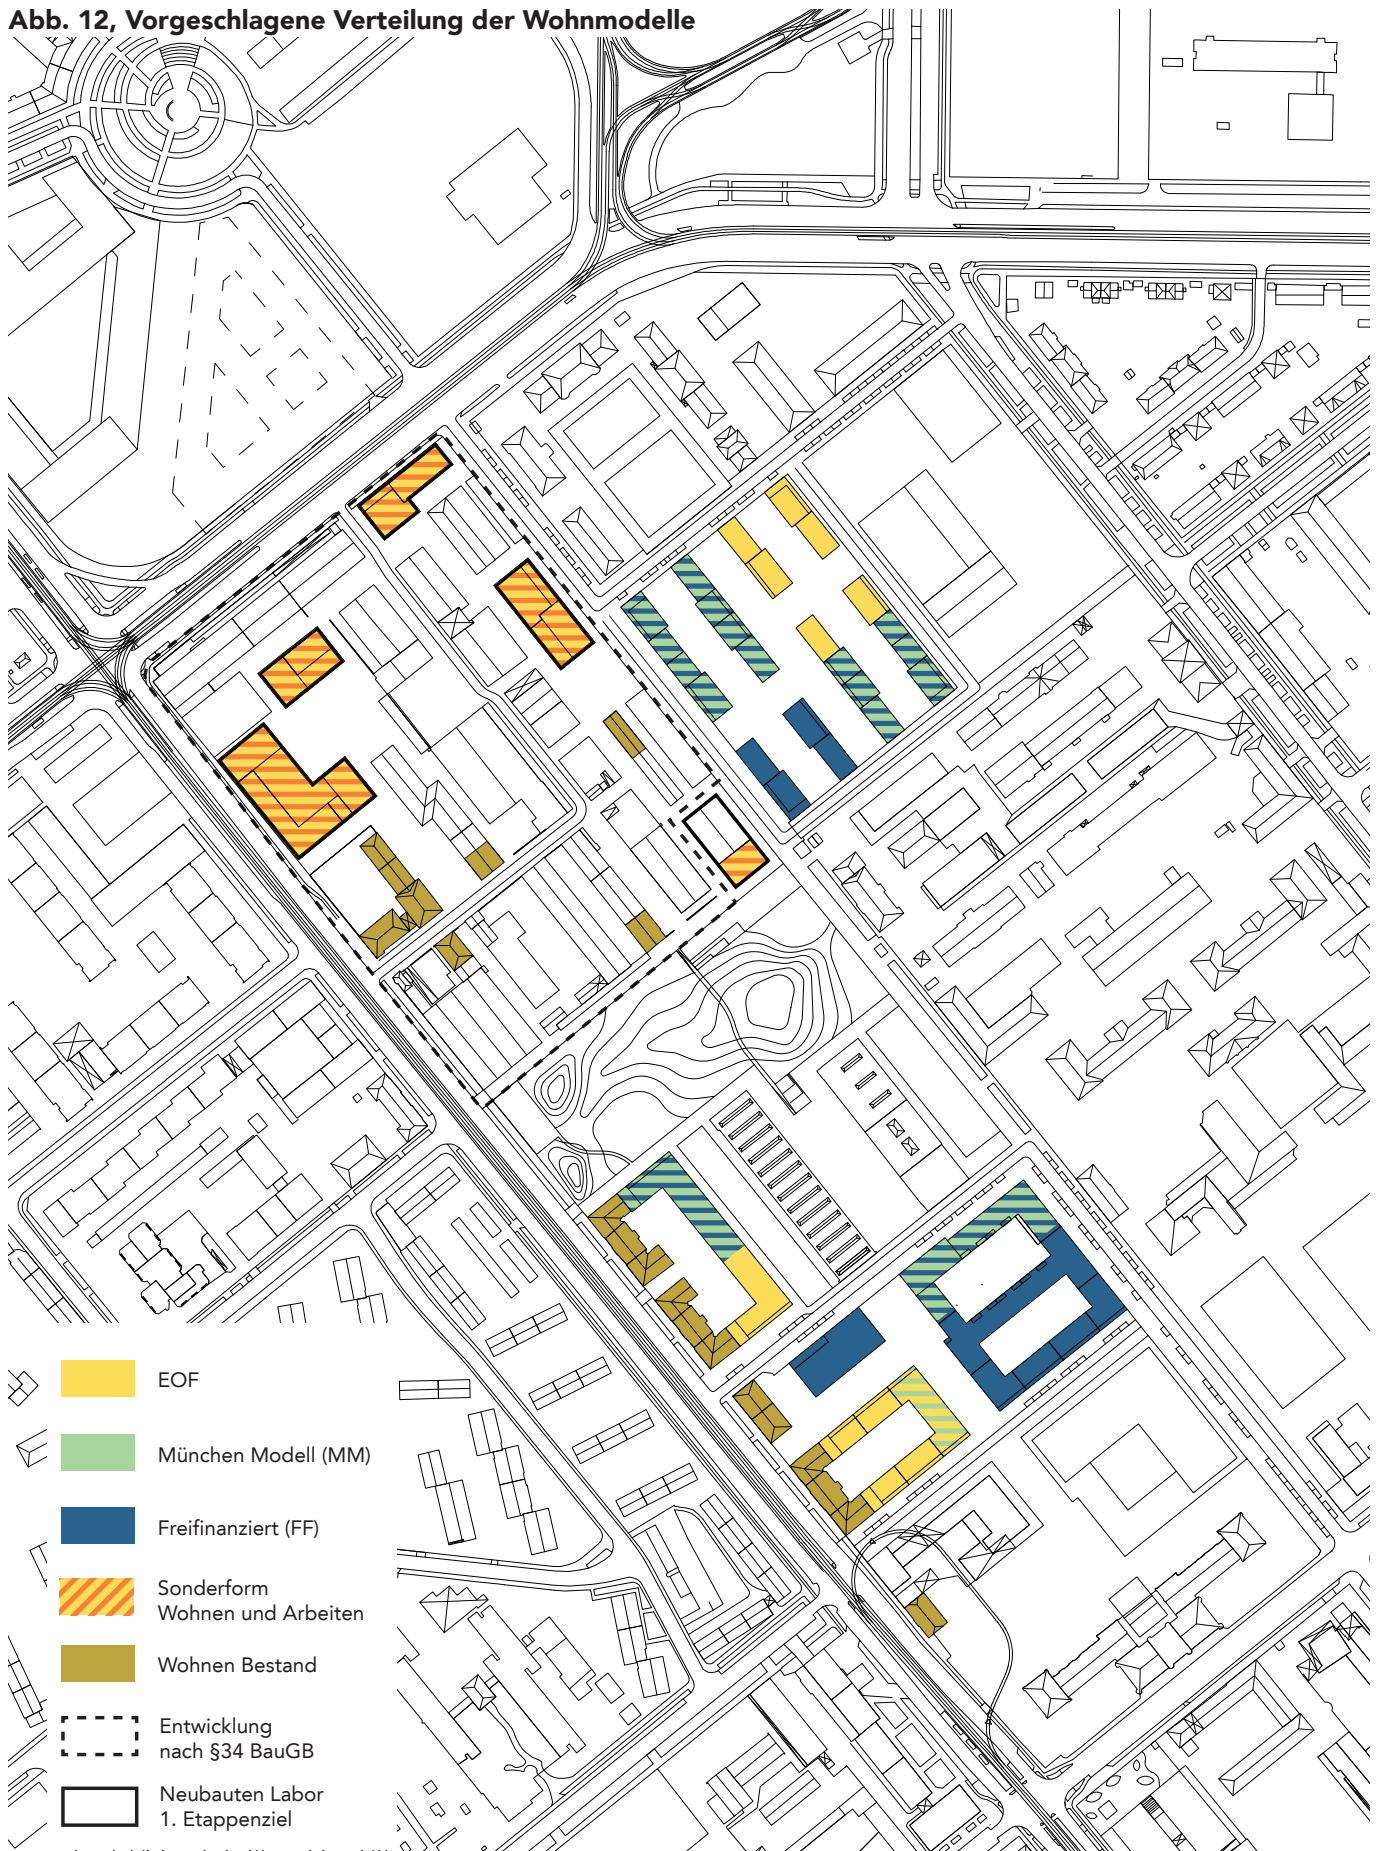 Abb. 12, Vorgeschlagene Verteilung der Wohnmodelle
EOF
München Modell (MM)
Freifinanziert (FF)
Sonderform
Wohnen und Arbeiten
Wohnen Bestand
Entwicklung
nach §34 BauGB
Neubauten Labor
1. Etappenziel